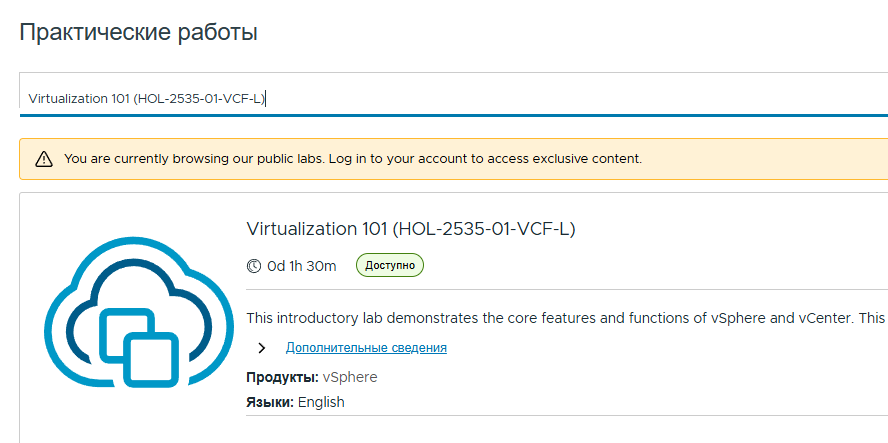 Практические работы
Virtualization 101 (HOL-2535-01-VCF-L)
You are currently browsing our public labs. Log in to your account to access exclusive content.
Virtualization 101 (HOL-2535-01-VCF-L)
0d 1h 30m Доступно
This introductory lab demonstrates the core features and functions of vSphere and vCenter. This
Дополнительные сведения
Продукты: vSphere
Языки: English